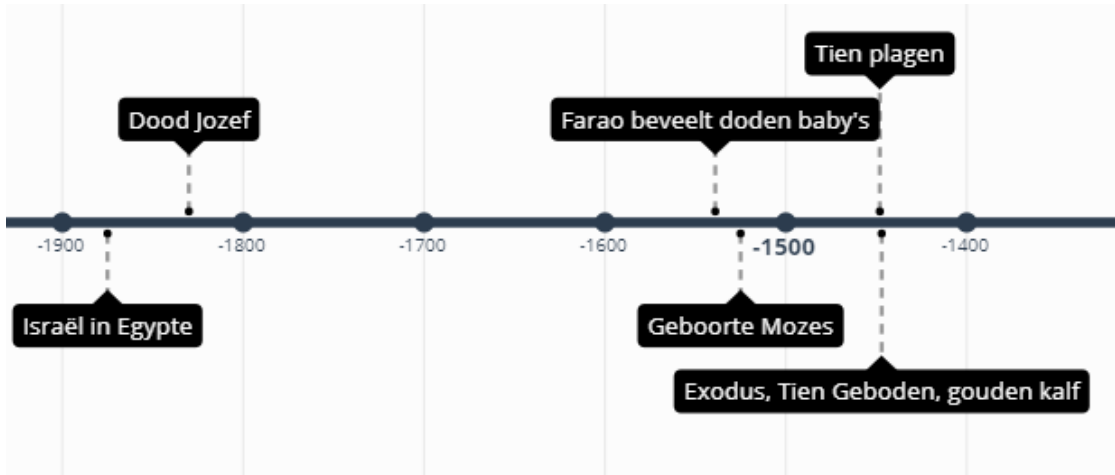 Tien plagen
Dood Jozef
Farao beveelt doden baby's
-1900
-1800
-1700
-1600
-1500
-1400
Israël in Egypte
Geboorte Mozes
Exodus, Tien Geboden, gouden kalf